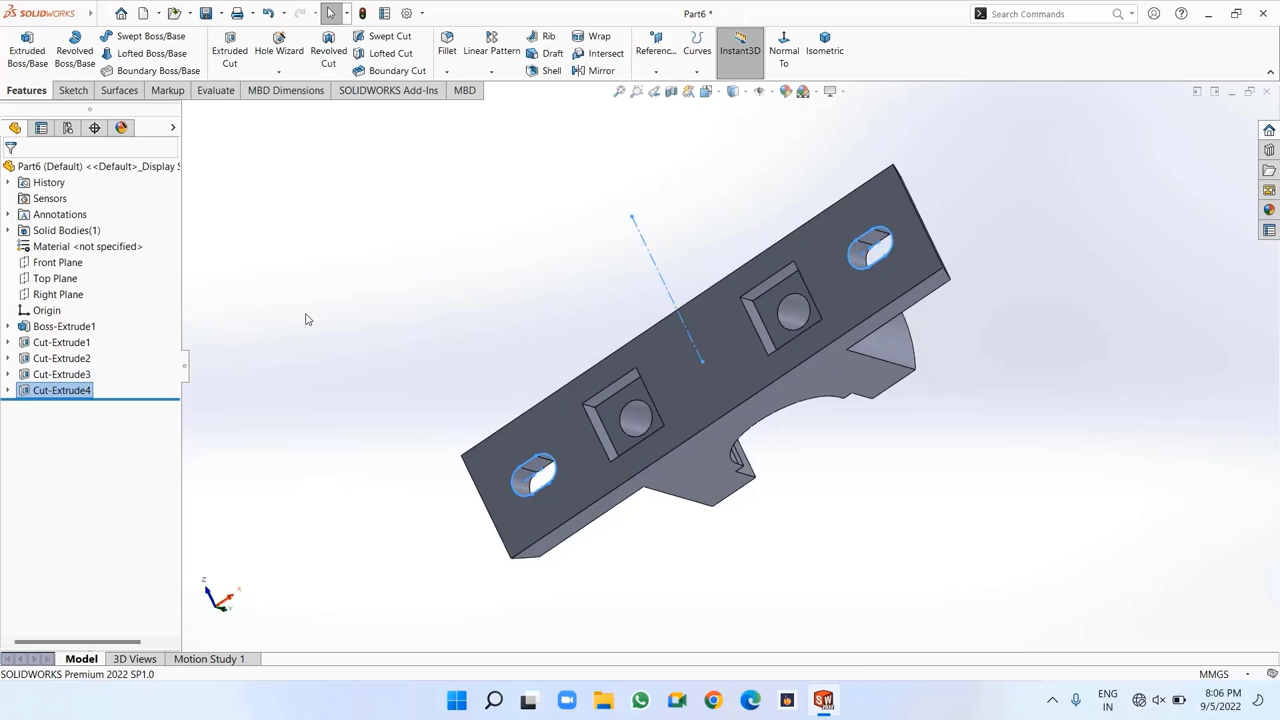 SOLIDWORKS
Part6 *
Search Commands
Extruded Boss/Base
Revolved Boss/Base
Swept Boss/Base
Lofted Boss/Base
Boundary Boss/Base
Extruded Cut
Hole Wizard
Revolved Cut
Swept Cut
Lofted Cut
Boundary Cut
Fillet
Linear Pattern
Rib
Draft
Shell
Wrap
Intersect
Mirror
Referenc...
Curves
Instant3D
Normal To
Isometric
Features
Sketch
Surfaces
Markup
Evaluate
MBD Dimensions
SOLIDWORKS Add-Ins
MBD
Part6 (Default) <<Default>_Display S
History
Sensors
Annotations
Solid Bodies(1)
Material <not specified>
Front Plane
Top Plane
Right Plane
Origin
Boss-Extrude1
Cut-Extrude1
Cut-Extrude2
Cut-Extrude3
Cut-Extrude4
Z
X
Y
Model
3D Views
Motion Study 1
SOLIDWORKS Premium 2022 SP1.0
MMGS
ENG
IN
8:06 PM
9/5/2022